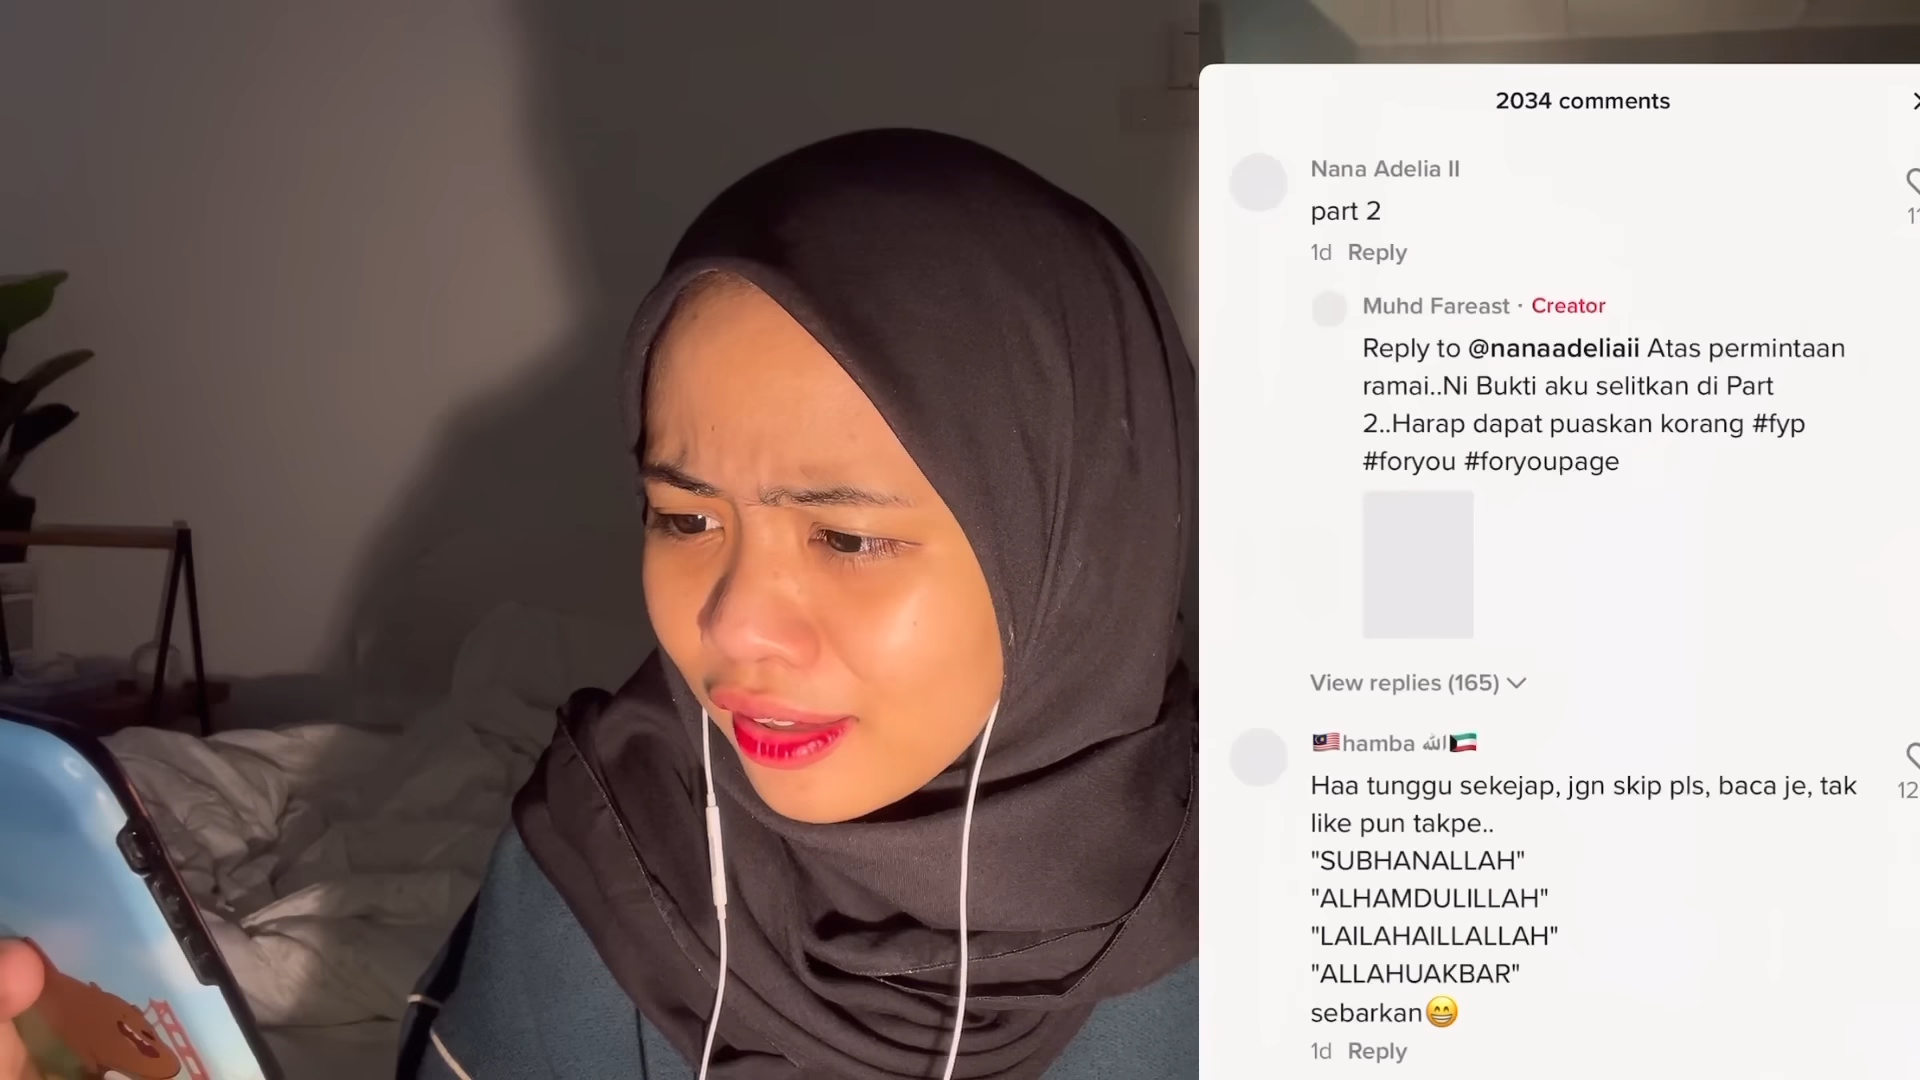 2034 comments
Nana Adelia II
part 2
1d Reply
Muhd Fareast · Creator
Reply to @nanaadeliaii Atas permintaan
ramai..Ni Bukti aku selitkan di Part
2..Harap dapat puaskan korang #fyp
#foryou #foryoupage
View replies (165)
🇲🇾hamba الله🇰🇼
Haa tunggu sekejap, jgn skip pls, baca je, tak
like pun takpe..
"SUBHANALLAH"
"ALHAMDULILLAH"
"LAILAHAILLALLAH"
"ALLAHUAKBAR"
sebarkan😁
1d Reply